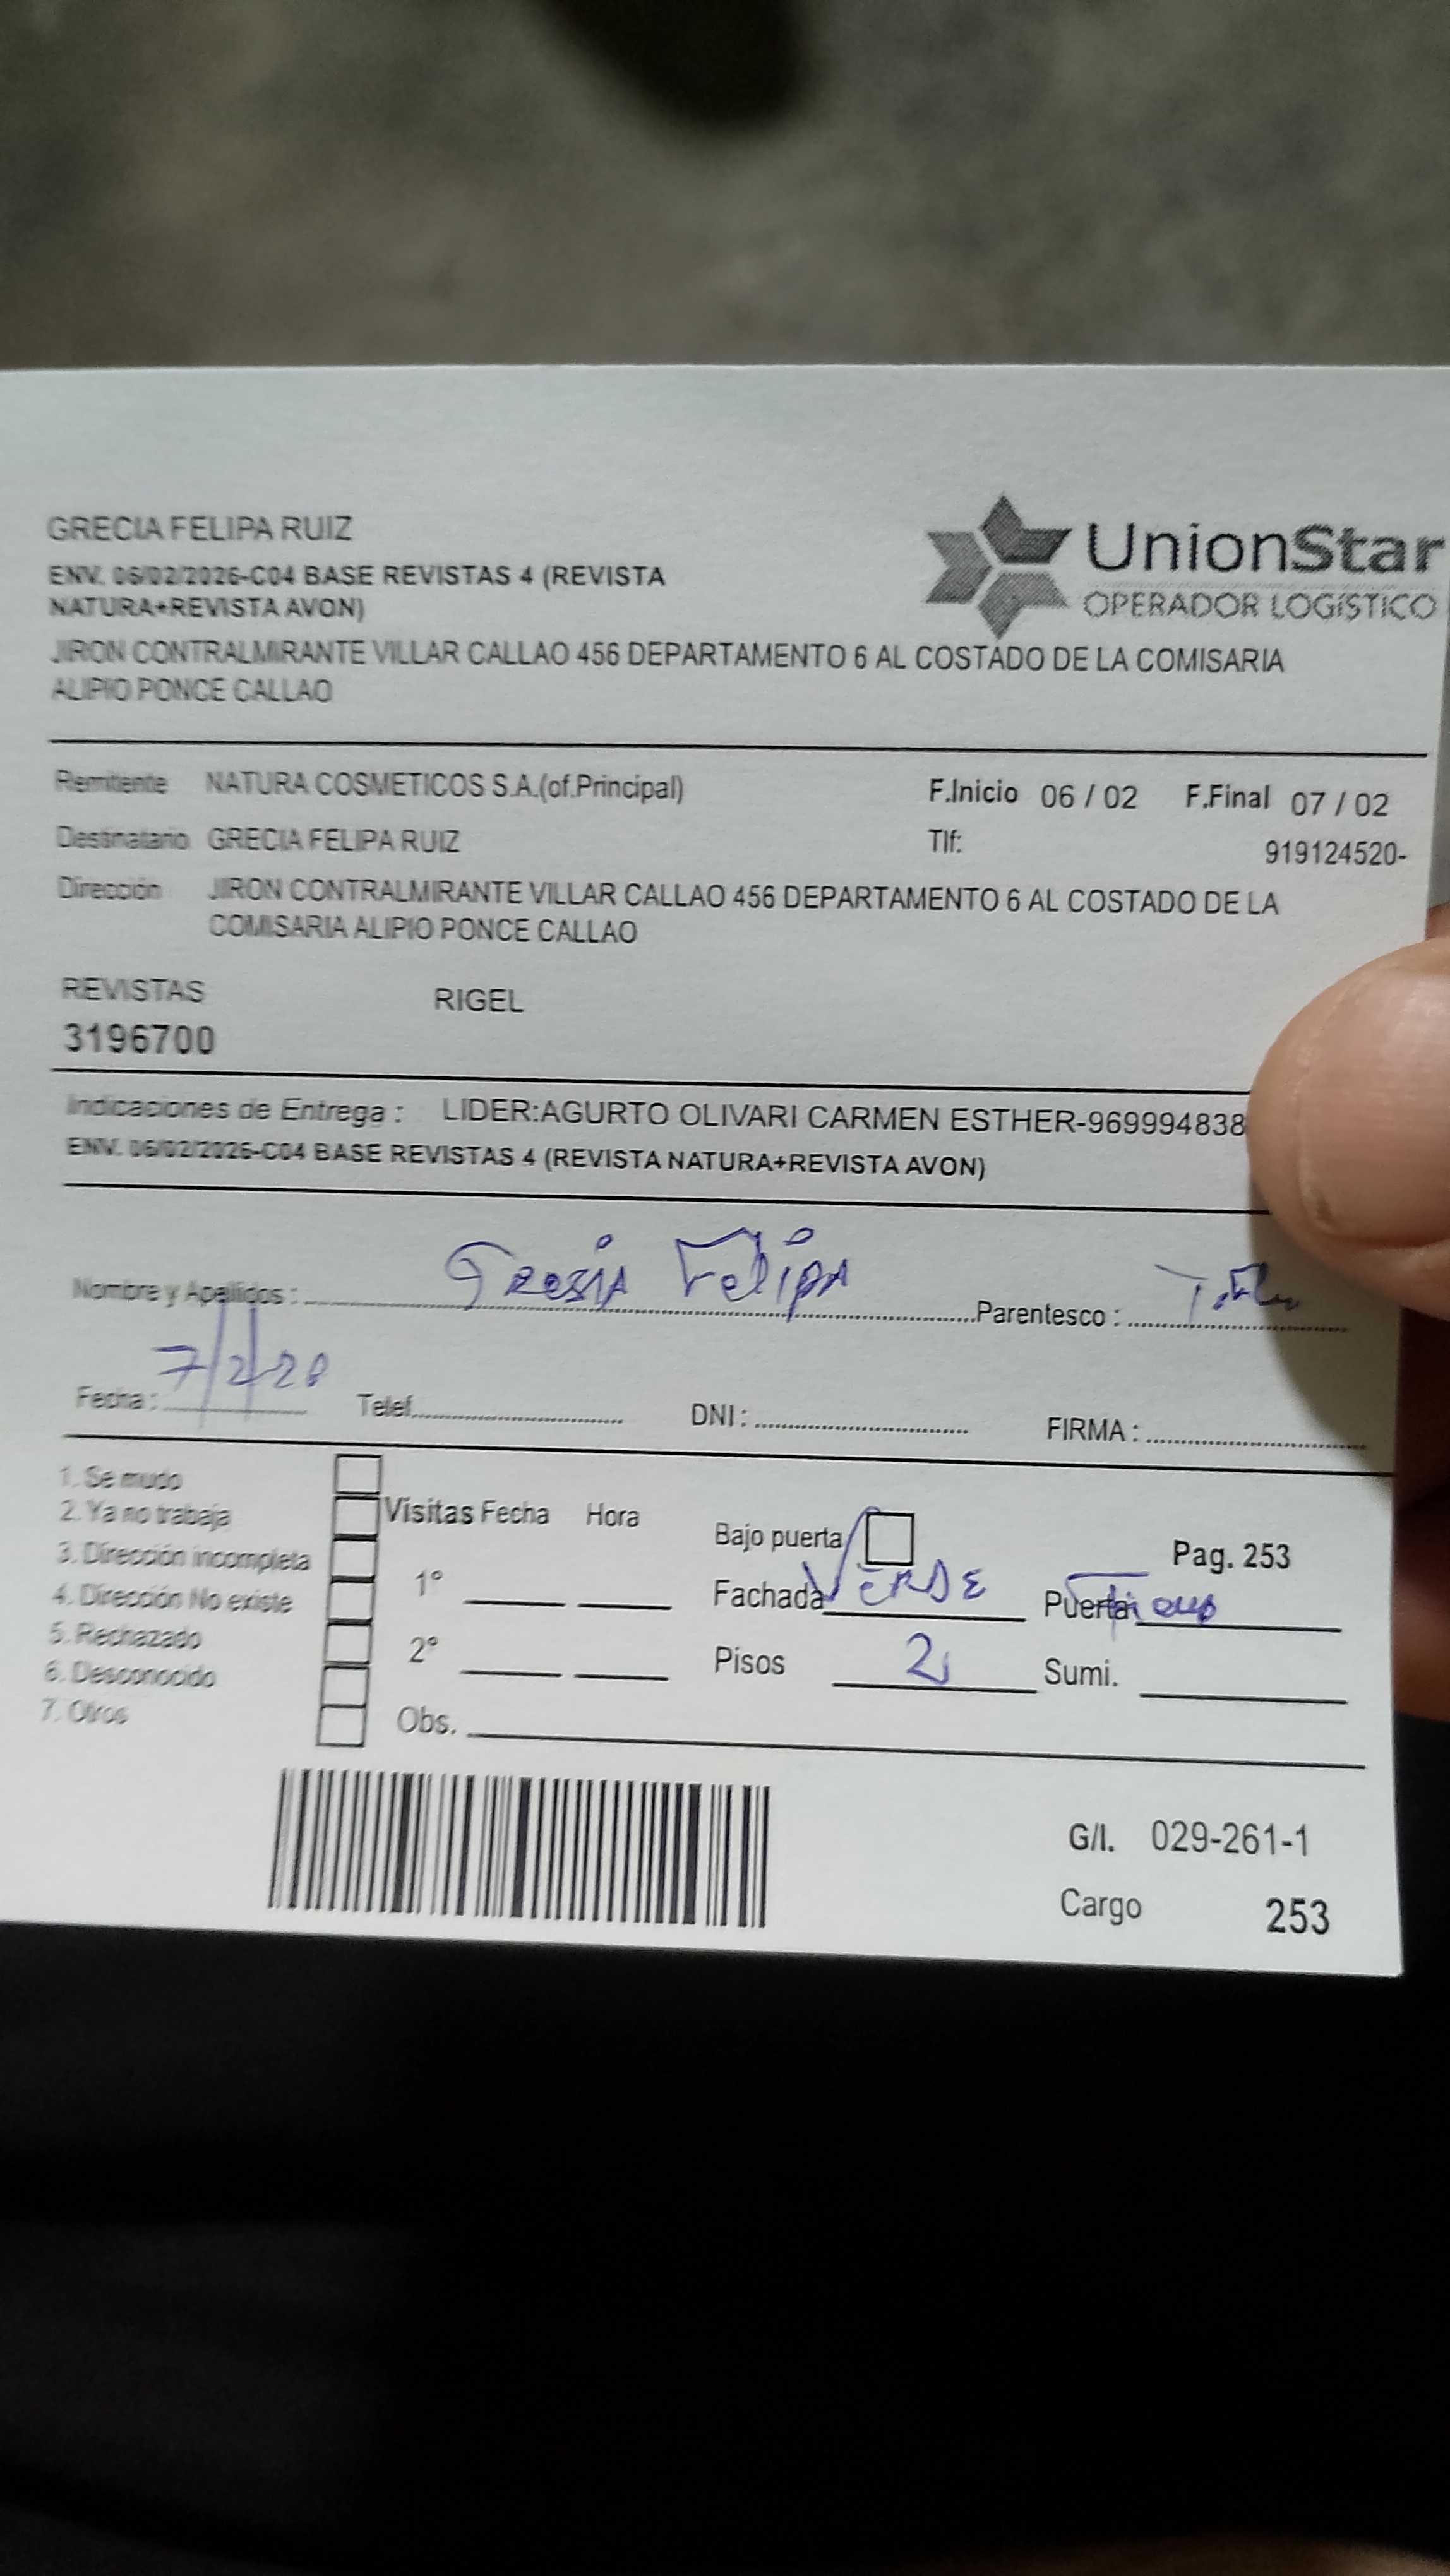 GRECIA FELIPA RUIZ
UnionStar
OPERADOR LOGÍSTICO
ENV. 06/02/2026-C04 BASE REVISTAS 4 (REVISTA
NATURA+REVISTA AVON)
JIRON CONTRALMIRANTE VILLAR CALLAO 456 DEPARTAMENTO 6 AL COSTADO DE LA COMISARIA
ALIPIO PONCE CALLAO
Remitente NATURA COSMETICOS S.A.(of.Principal) F.Inicio 06 / 02 F.Final 07 / 02
Destinatario GRECIA FELIPA RUIZ Tlf: 919124520-
Dirección JIRON CONTRALMIRANTE VILLAR CALLAO 456 DEPARTAMENTO 6 AL COSTADO DE LA
COMISARIA ALIPIO PONCE CALLAO
REVISTAS RIGEL
3196700
Indicaciones de Entrega : LIDER:AGURTO OLIVARI CARMEN ESTHER-969994838
ENV. 06/02/2026-C04 BASE REVISTAS 4 (REVISTA NATURA+REVISTA AVON)
Nombre y Apellidos : Gresia Felipa Parentesco :
Fecha : 7/2/26 Telef. DNI : FIRMA :
1. Se mudo
2. Ya no trabaja
3. Dirección incompleta
4. Dirección No existe
5. Rechazado
6. Desconocido
7. Otros
Visitas Fecha Hora
1°
2°
Obs.
Bajo puerta Pag. 253
Fachada VERDE Puerta
Pisos 2 Sumi.
G/I. 029-261-1
Cargo 253